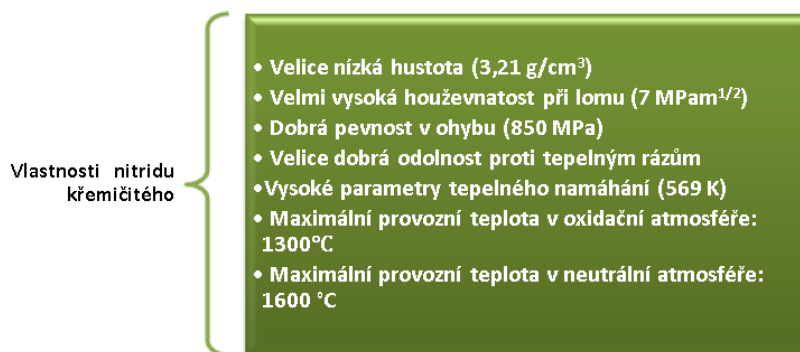 Vlastnosti nitridu
křemičitého
• Velice nízká hustota (3,21 g/cm³)
• Velmi vysoká houževnatost při lomu (7 MPam¹ᐟ²)
• Dobrá pevnost v ohybu (850 MPa)
• Velice dobrá odolnost proti tepelným rázům
•Vysoké parametry tepelného namáhání (569 K)
• Maximální provozní teplota v oxidační atmosféře:
1300°C
• Maximální provozní teplota v neutrální atmosféře:
1600 °C